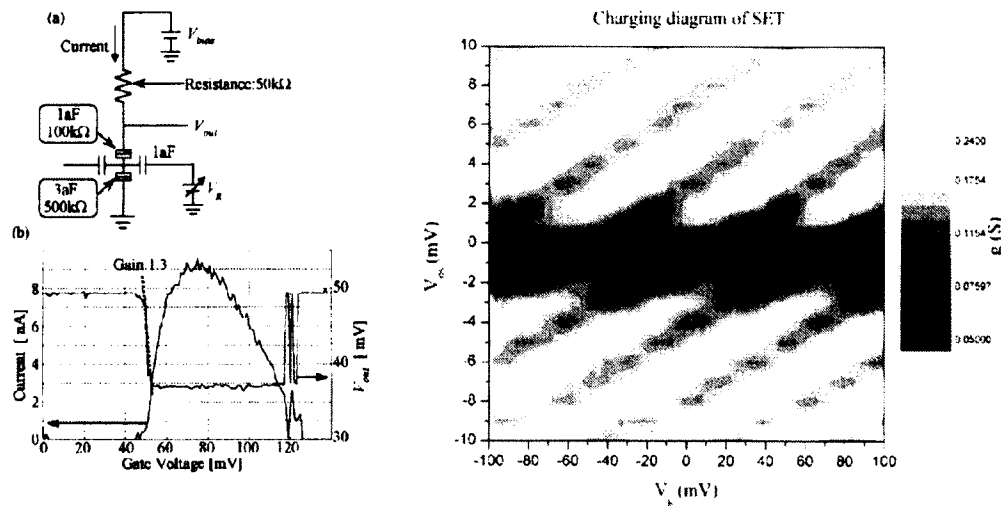 (a)
V_bias
Current
Resistance:50kΩ
1aF
100kΩ
V_out
1aF
3aF
500kΩ
(b)
Gain 1.3
Current [ nA]
8
6
4
2
0
50
40
30
V_out [ mV]
0 20 40 60 80 100 120
Gate Voltage [mV]
Charging diagram of SET
10
8
6
4
2
0
-2
-4
-6
-8
-10
(mV)
-100 -80 -60 -40 -20 0 20 40 60 80 100
(mV)
0.2400
0.1754
0.1154
0.07597
0.05000
g (S)